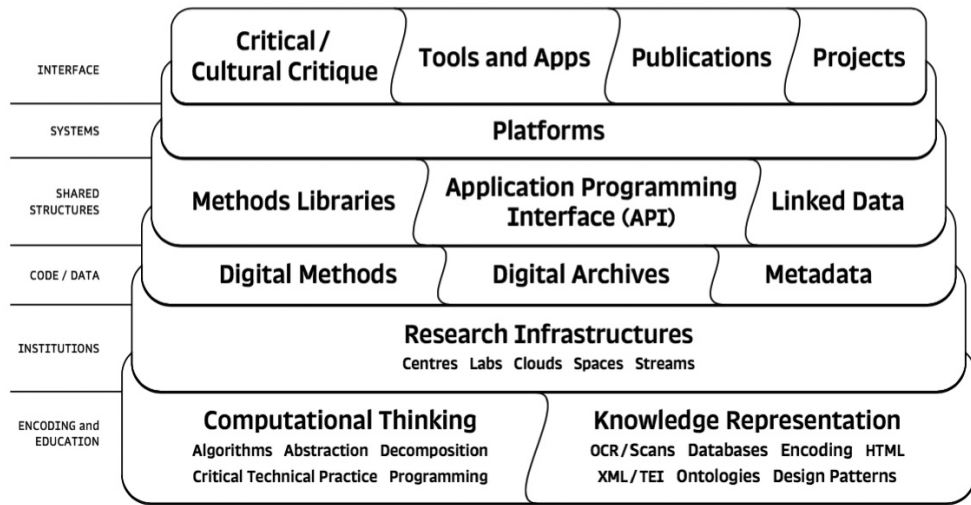 INTERFACE
Critical /
Cultural Critique
Tools and Apps
Publications
Projects
SYSTEMS
Platforms
SHARED
STRUCTURES
Methods Libraries
Application Programming
Interface (API)
Linked Data
CODE / DATA
Digital Methods
Digital Archives
Metadata
INSTITUTIONS
Research Infrastructures
Centres Labs Clouds Spaces Streams
ENCODING and
EDUCATION
Computational Thinking
Algorithms Abstraction Decomposition
Critical Technical Practice Programming
Knowledge Representation
OCR/Scans Databases Encoding HTML
XML/TEI Ontologies Design Patterns